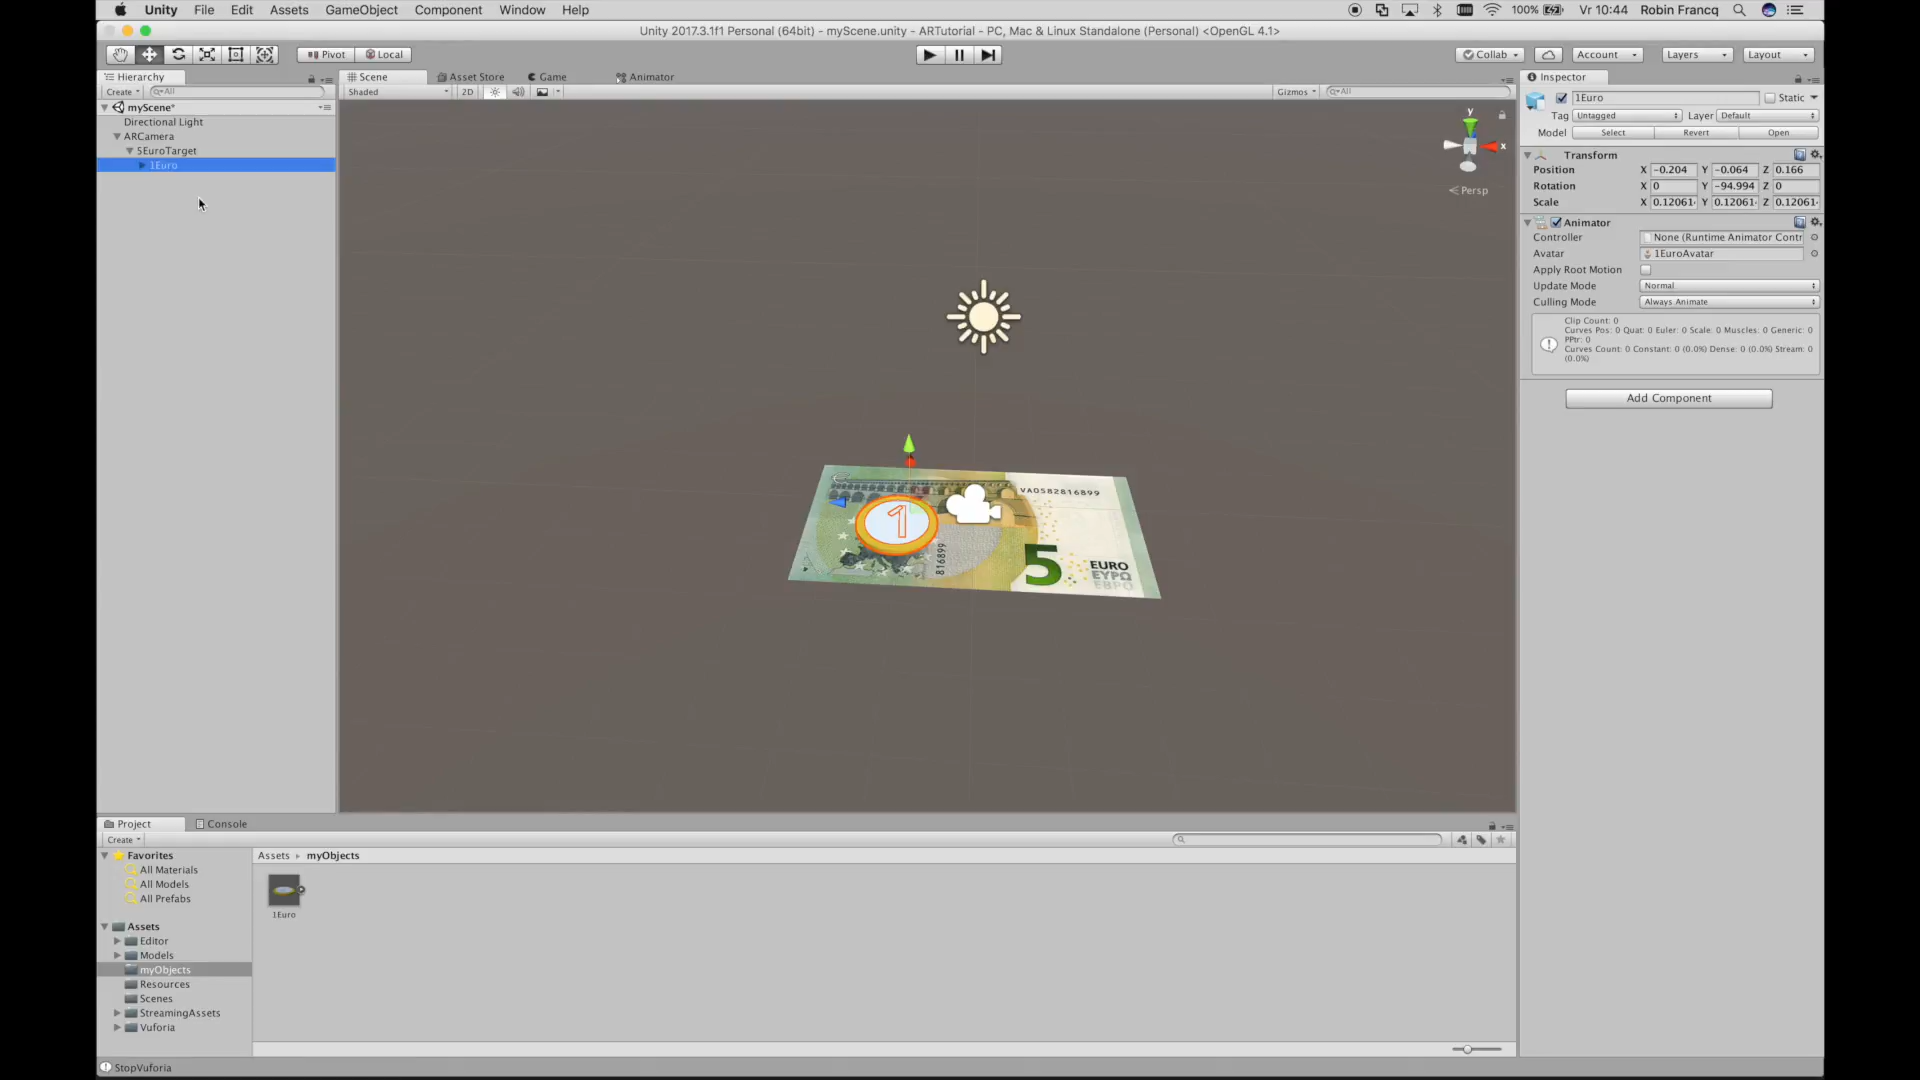 Unity File Edit Assets GameObject Component Window Help 100% Vr 10:44 Robin Francq
Unity 2017.3.1f1 Personal (64bit) - myScene.unity - ARTutorial - PC, Mac & Linux Standalone (Personal) <OpenGL 4.1>
Pivot Local Collab Account Layers Layout
Hierarchy Scene Asset Store Game Animator Inspector
Create All Shaded 2D Gizmos All
myScene*
Directional Light
ARCamera
5EuroTarget
1Euro
1Euro Static
Tag Untagged Layer Default
Model Select Revert Open
Transform
Position X -0.204 Y -0.064 Z 0.166
Rotation X 0 Y -94.994 Z 0
Scale X 0.12061 Y 0.12061 Z 0.12061
Animator
Controller None (Runtime Animator Contr
Avatar 1EuroAvatar
Apply Root Motion
Update Mode Normal
Culling Mode Always Animate
Clip Count: 0
Curves Pos: 0 Quat: 0 Euler: 0 Scale: 0 Muscles: 0 Generic: 0
PPtr: 0
Curves Count: 0 Constant: 0 (0.0%) Dense: 0 (0.0%) Stream: 0
(0.0%)
Add Component
y
x
Persp
VA0582816899
1
816899
5
EURO
ΕΥΡΩ
ЕВРО
Project Console
Create
Favorites
All Materials
All Models
All Prefabs
Assets
Editor
Models
myObjects
Resources
Scenes
StreamingAssets
Vuforia
Assets myObjects
1Euro
StopVuforia